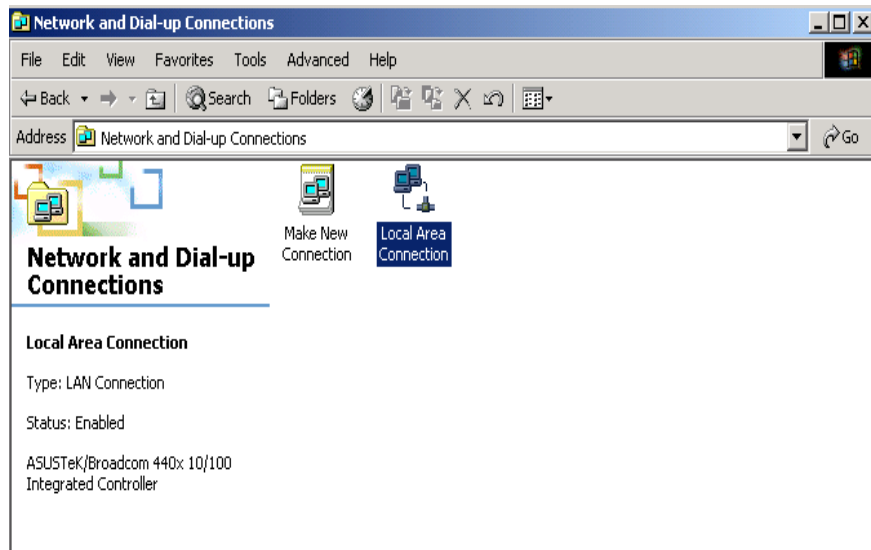 Network and Dial-up Connections
File Edit View Favorites Tools Advanced Help
Back Search Folders
Address Network and Dial-up Connections Go
Make New
Connection
Local Area
Connection
Network and Dial-up
Connections
Local Area Connection
Type: LAN Connection
Status: Enabled
ASUSTeK/Broadcom 440x 10/100
Integrated Controller